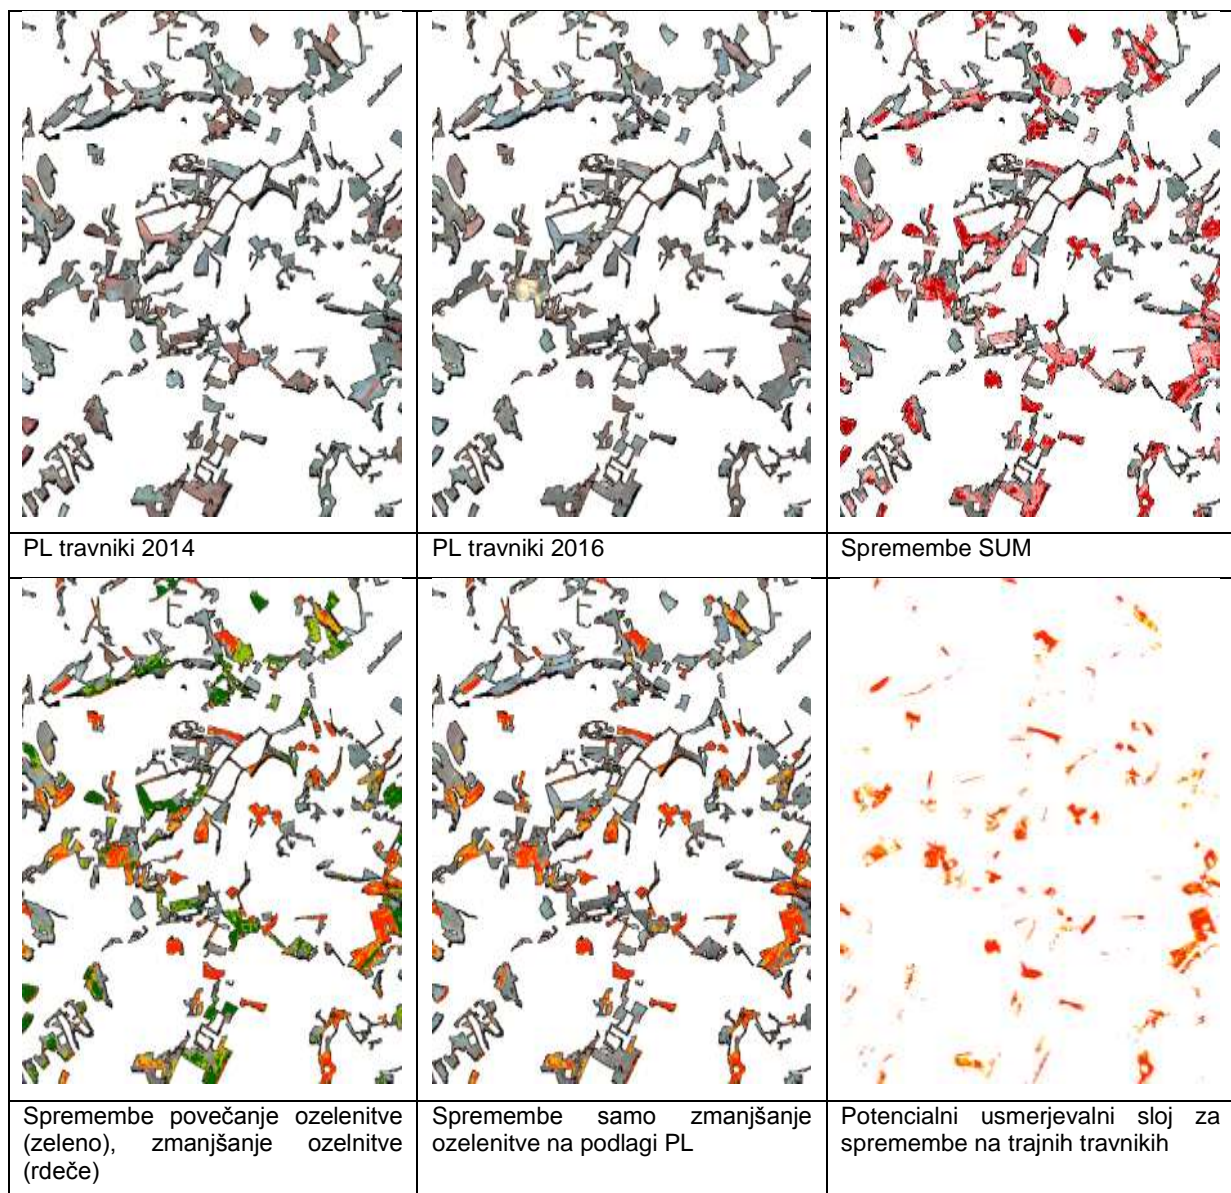 PL travniki 2014
PL travniki 2016
Spremembe SUM
Spremembe povečanje ozelenitve
(zeleno), zmanjšanje ozelnitve
(rdeče)
Spremembe samo zmanjšanje
ozelenitve na podlagi PL
Potencialni usmerjevalni sloj za
spremembe na trajnih travnikih